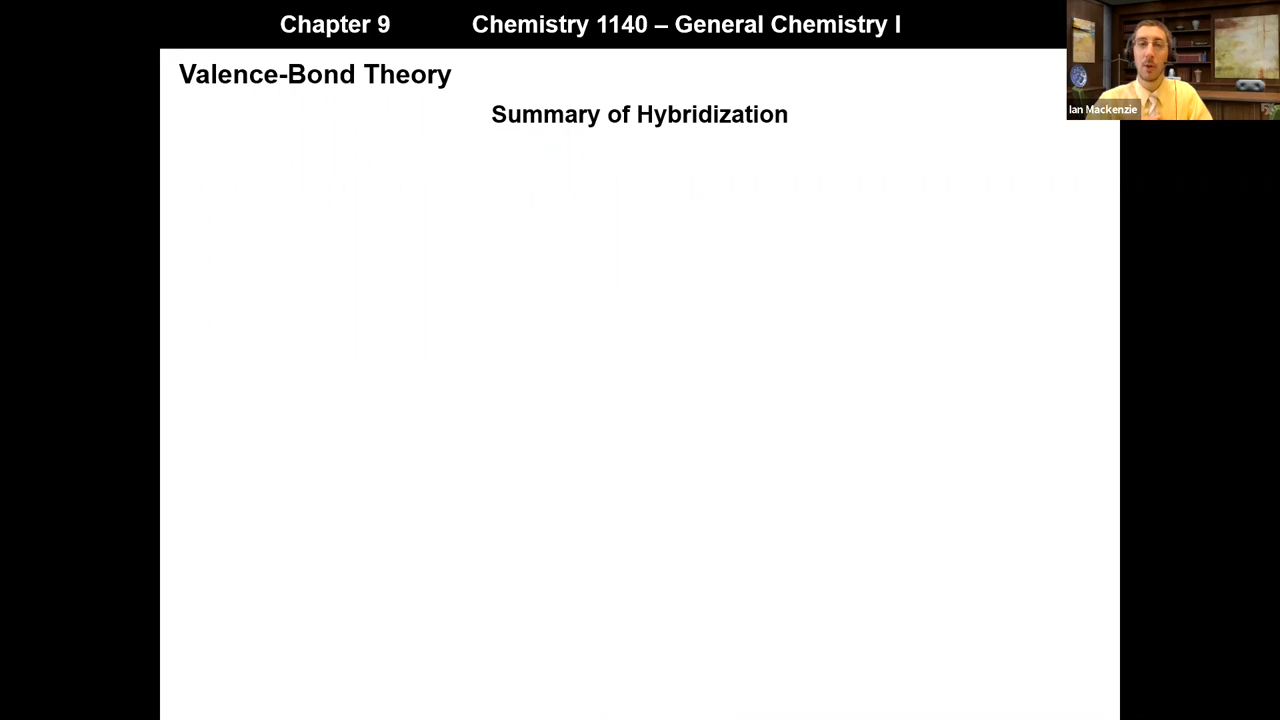 Chapter 9 Chemistry 1140 – General Chemistry I
Valence-Bond Theory
Summary of Hybridization
Ian Mackenzie